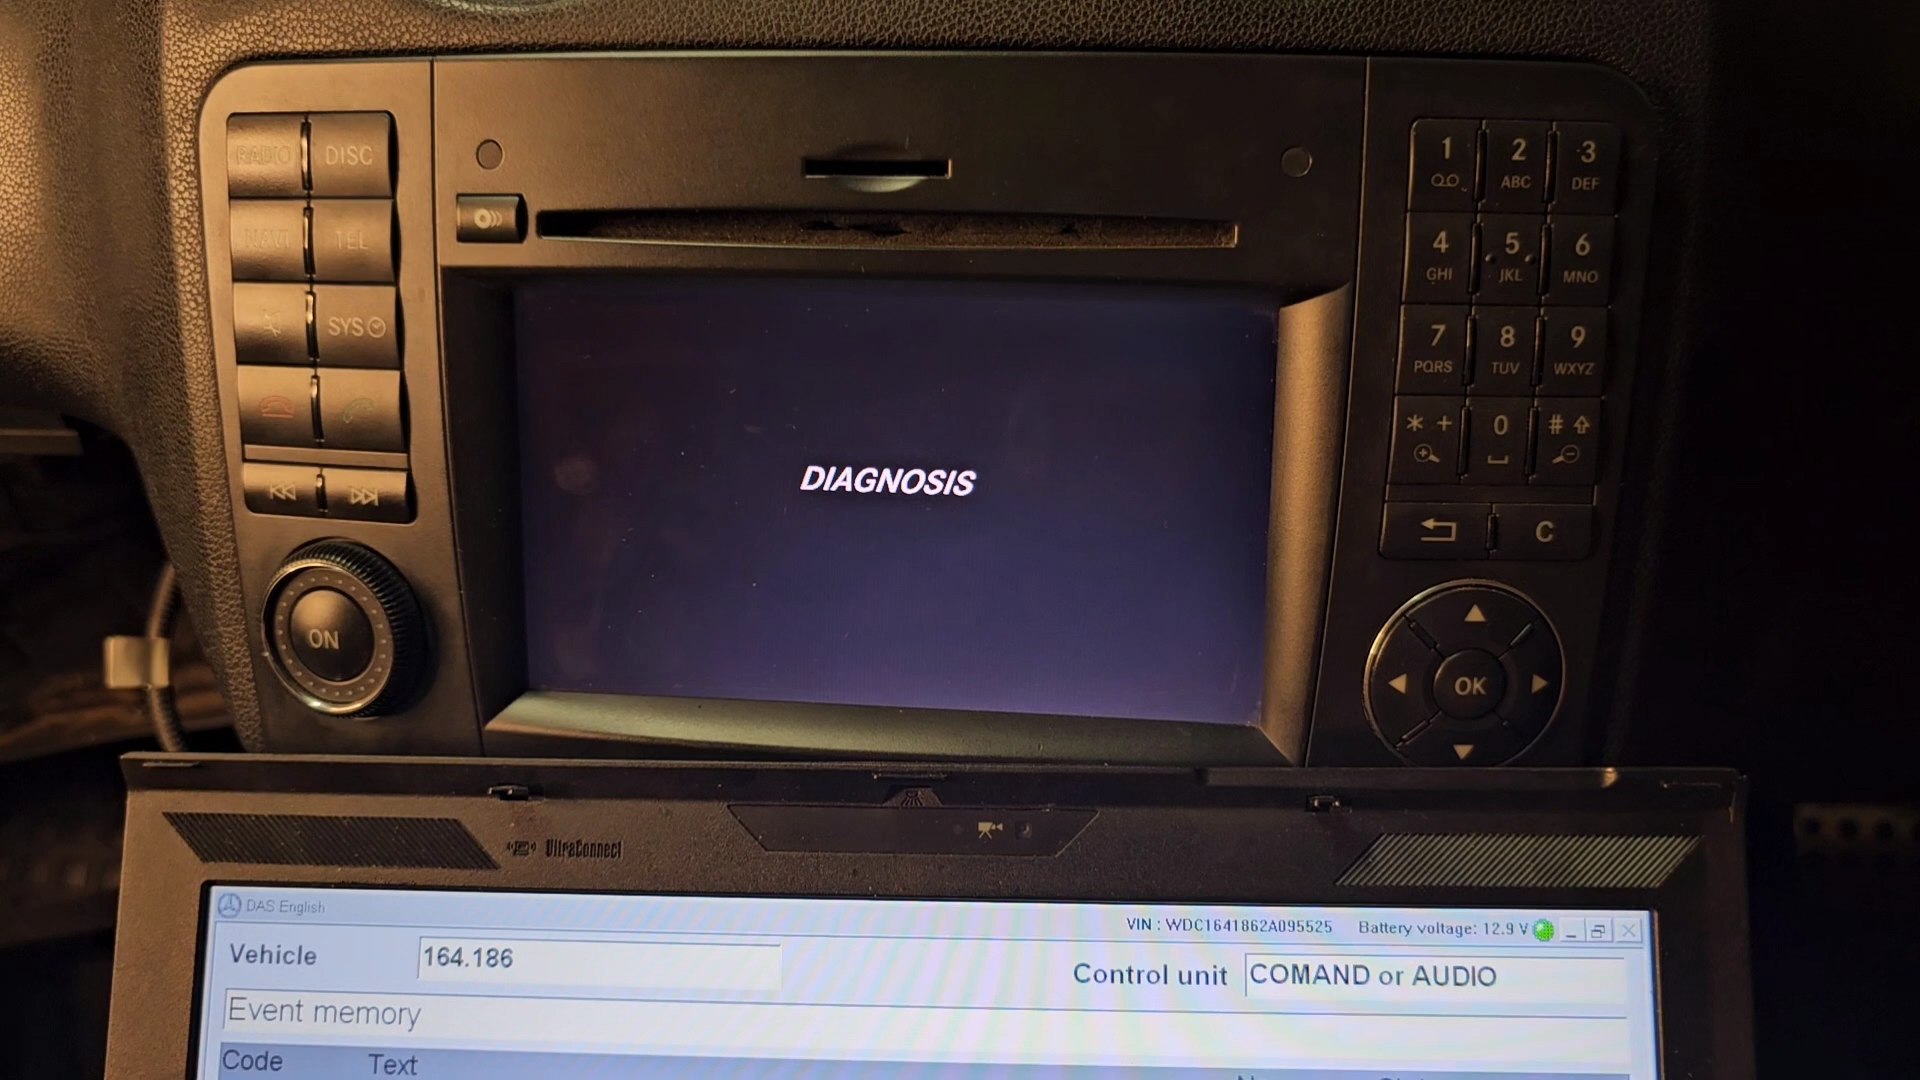 RADIO DISC
NAVI TEL
SYS
ON
DIAGNOSIS
1 2 ABC 3 DEF
4 GHI 5 JKL 6 MNO
7 PQRS 8 TUV 9 WXYZ
* + 0 #
C
OK
UltraConnect
DAS English
VIN : WDC1641862A095525 Battery voltage: 12.9 V
Vehicle 164.186
Control unit COMAND or AUDIO
Event memory
Code Text